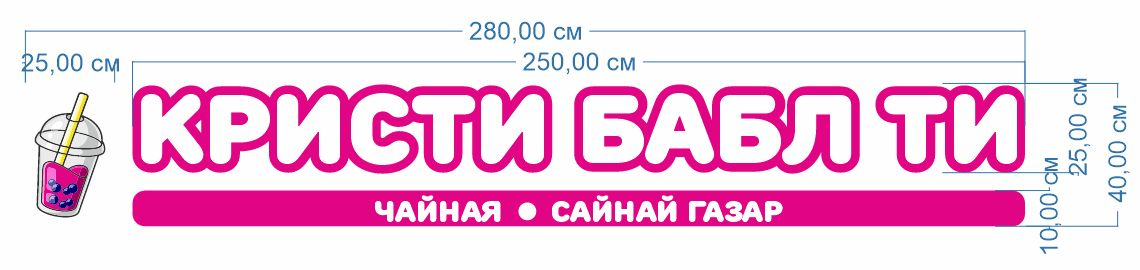 280,00 см
25,00 см
250,00 см
КРИСТИ БАБЛ ТИ
25,00 см
40,00 см
10,00 см
ЧАЙНАЯ ● САЙНАЙ ГАЗАР